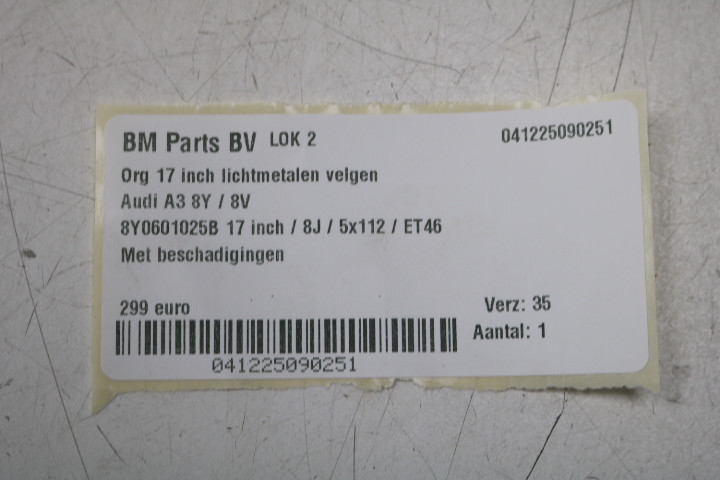 BM Parts BV LOK 2 041225090251
Org 17 inch lichtmetalen velgen
Audi A3 8Y / 8V
8Y0601025B 17 inch / 8J / 5x112 / ET46
Met beschadigingen
299 euro Verz: 35
Aantal: 1
041225090251